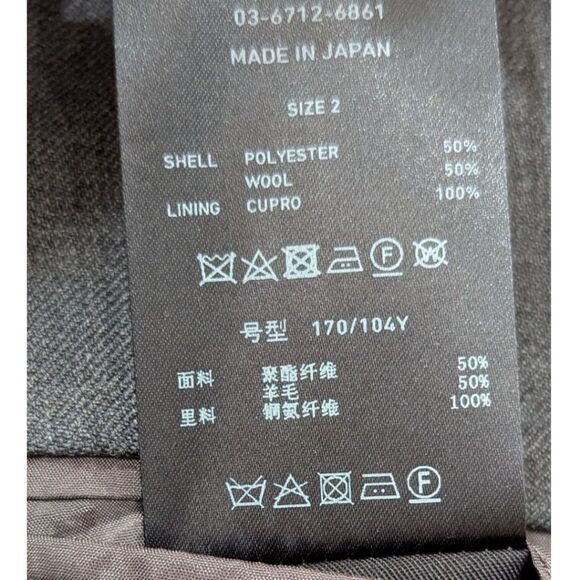 03-6712-6861
MADE IN JAPAN
SIZE 2
SHELL POLYESTER 50%
WOOL 50%
LINING CUPRO 100%
F W
号型 170/104Y
面料 聚酯纤维 50%
羊毛 50%
里料 铜氨纤维 100%
F